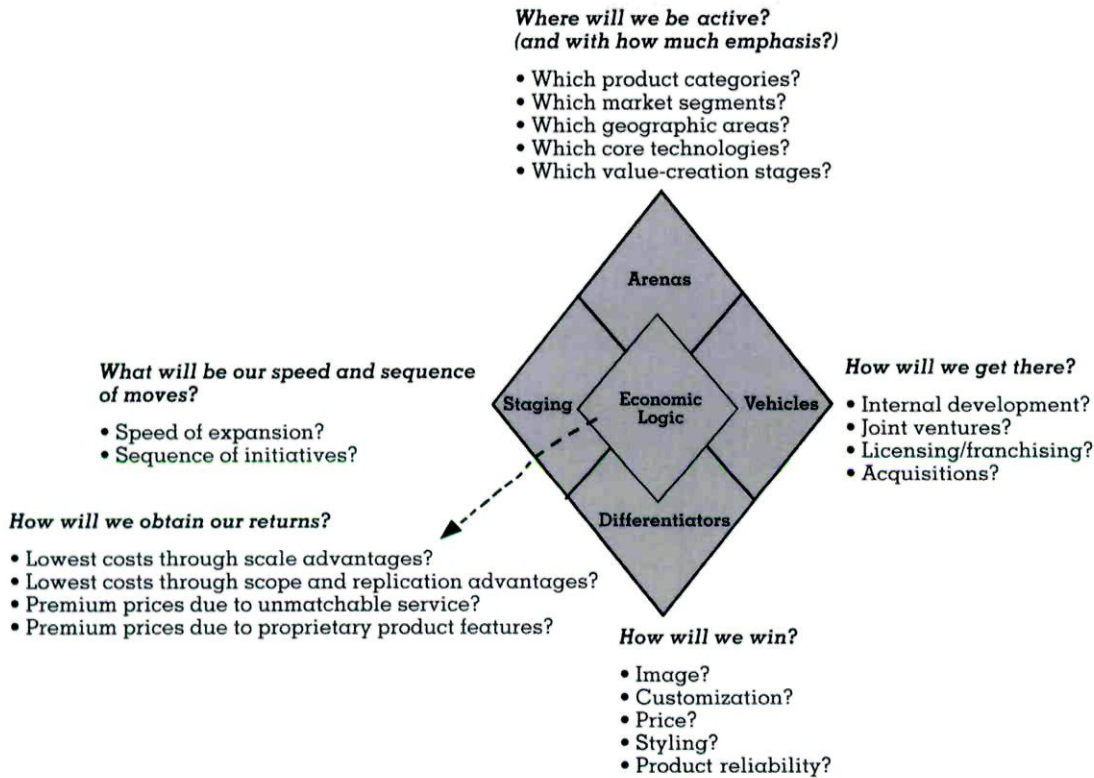 Where will we be active?
(and with how much emphasis?)
• Which product categories?
• Which market segments?
• Which geographic areas?
• Which core technologies?
• Which value-creation stages?
Arenas
What will be our speed and sequence
of moves?
• Speed of expansion?
• Sequence of initiatives?
Staging
Economic
Logic
Vehicles
How will we get there?
• Internal development?
• Joint ventures?
• Licensing/franchising?
• Acquisitions?
Differentiators
How will we obtain our returns?
• Lowest costs through scale advantages?
• Lowest costs through scope and replication advantages?
• Premium prices due to unmatchable service?
• Premium prices due to proprietary product features?
How will we win?
• Image?
• Customization?
• Price?
• Styling?
• Product reliability?